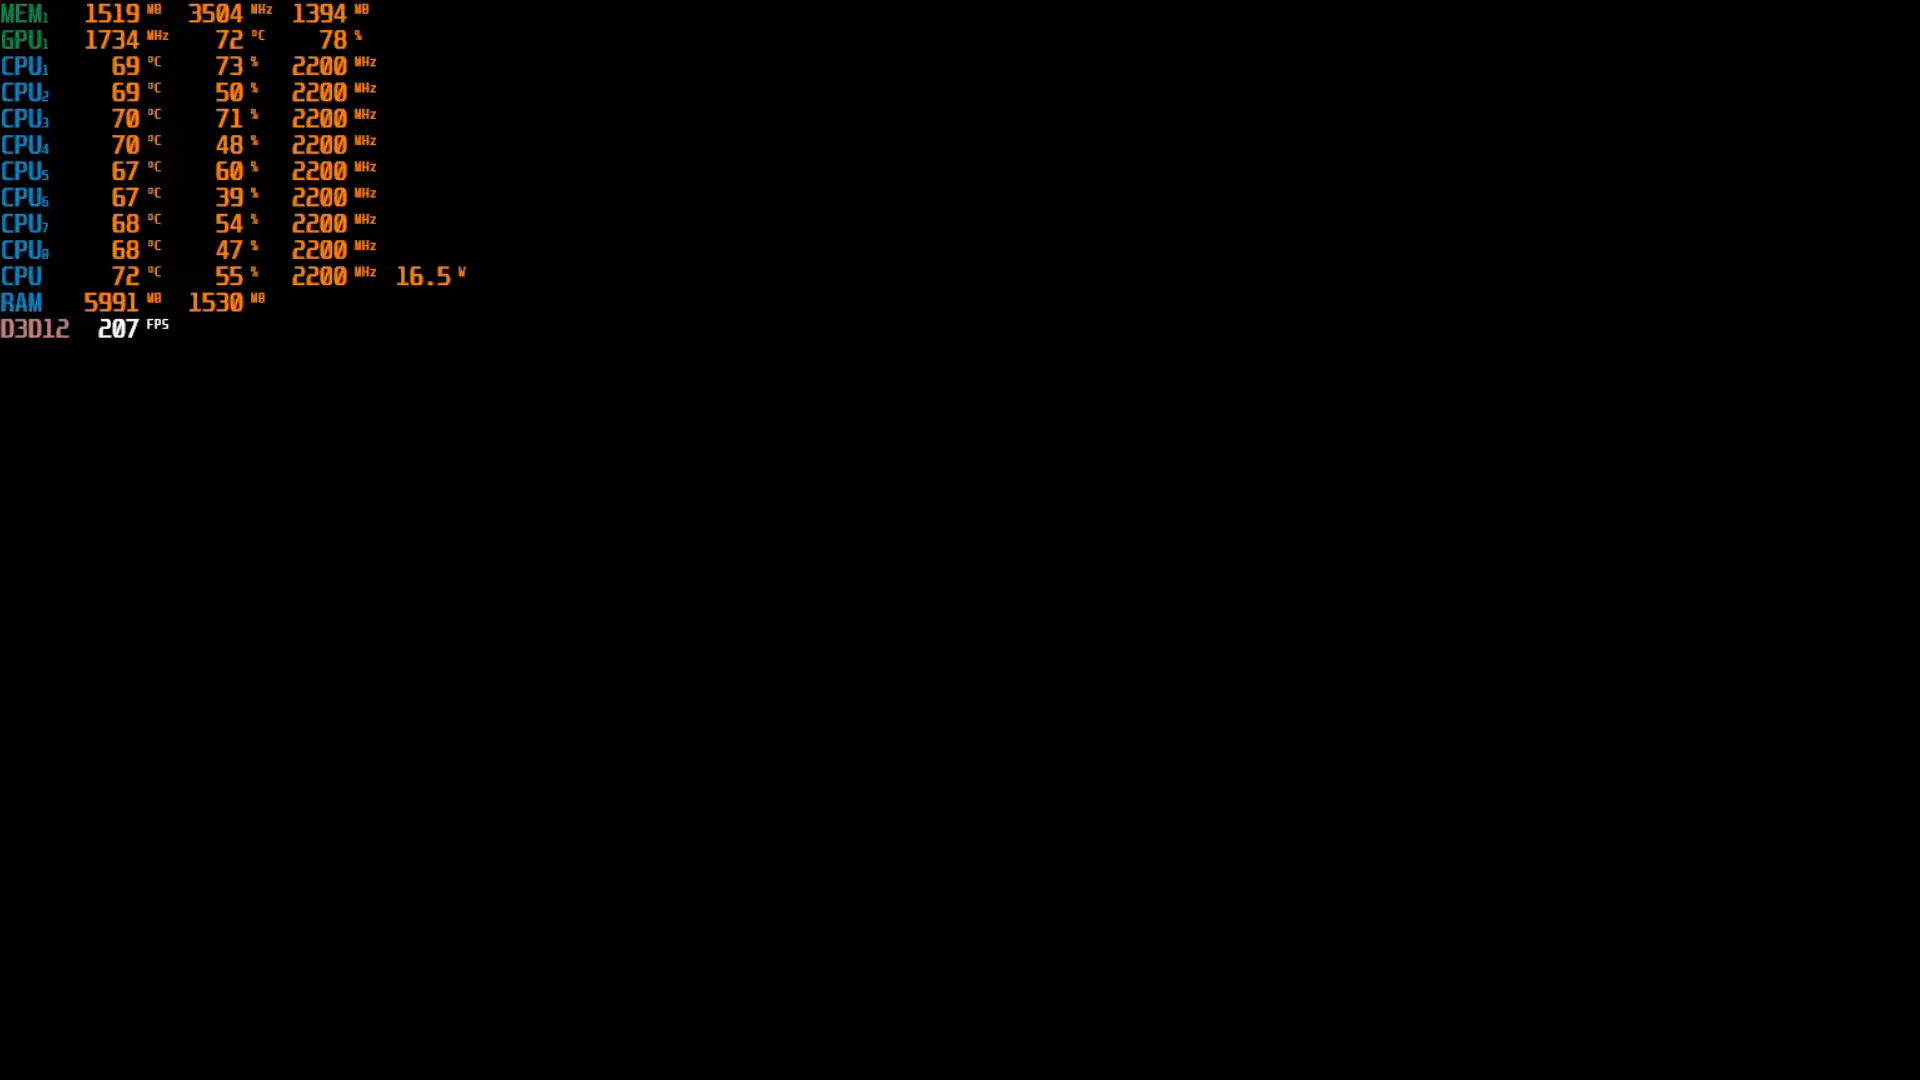 MEM1 1519 MB 3504 MHz 1394 MB
GPU1 1734 MHz 72 °C 78 %
CPU1 69 °C 73 % 2200 MHz
CPU2 69 °C 50 % 2200 MHz
CPU3 70 °C 71 % 2200 MHz
CPU4 70 °C 48 % 2200 MHz
CPU5 67 °C 60 % 2200 MHz
CPU6 67 °C 39 % 2200 MHz
CPU7 68 °C 54 % 2200 MHz
CPU8 68 °C 47 % 2200 MHz
CPU 72 °C 55 % 2200 MHz 16.5 W
RAM 5991 MB 1530 MB
D3D12 207 FPS